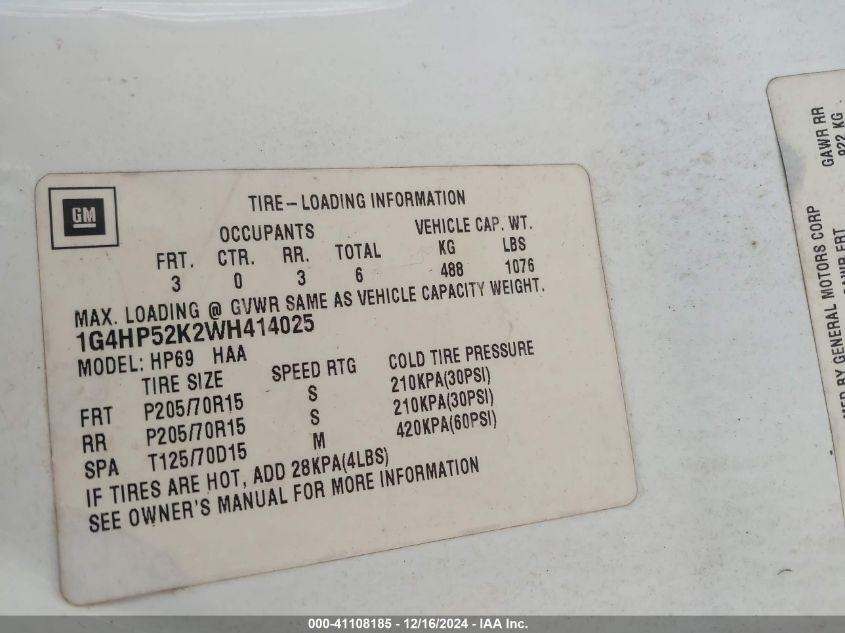 GM
TIRE-LOADING INFORMATION
OCCUPANTS VEHICLE CAP. WT.
FRT. CTR. RR. TOTAL KG LBS
3 0 3 6 488 1076
MAX. LOADING @ GVWR SAME AS VEHICLE CAPACITY WEIGHT.
1G4HP52K2WH414025
MODEL: HP69 HAA
TIRE SIZE SPEED RTG COLD TIRE PRESSURE
FRT P205/70R15 S 210KPA(30PSI)
RR P205/70R15 S 210KPA(30PSI)
SPA T125/70D15 M 420KPA(60PSI)
IF TIRES ARE HOT, ADD 28KPA(4LBS)
SEE OWNER'S MANUAL FOR MORE INFORMATION
BY GENERAL MOTORS CORP
GAWR FRT
GAWR RR
922 KG
000-41108185 - 12/16/2024 - IAA Inc.